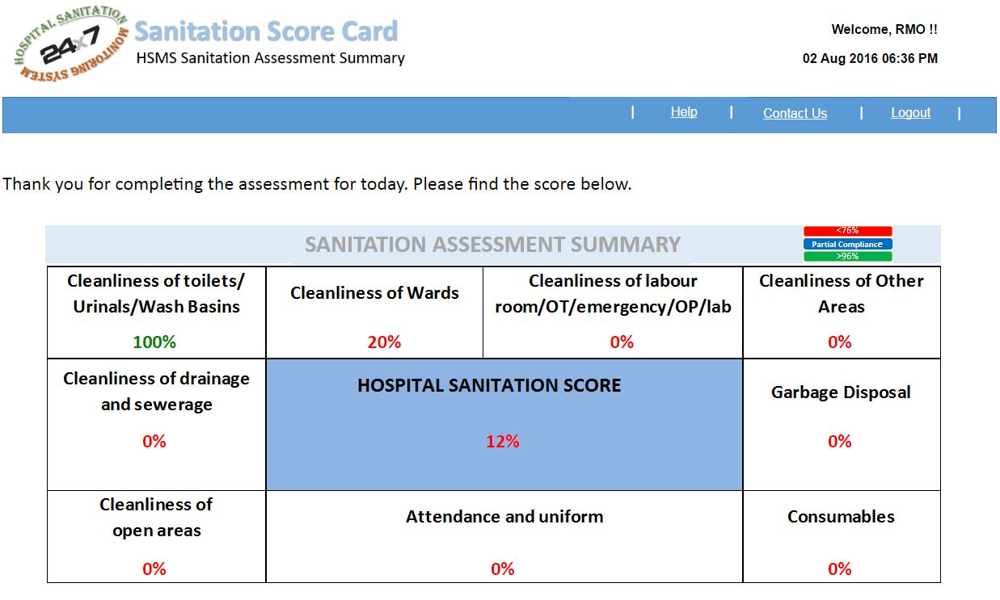 HOSPITAL SANITATION
MONITORING SYSTEM
24x7
Sanitation Score Card
HSMS Sanitation Assessment Summary
Welcome, RMO !!
02 Aug 2016 06:36 PM
| Help | Contact Us | Logout |
Thank you for completing the assessment for today. Please find the score below.
SANITATION ASSESSMENT SUMMARY
<76%
Partial Compliance
>96%
Cleanliness of toilets/
Urinals/Wash Basins
100%
Cleanliness of Wards
20%
Cleanliness of labour
room/OT/emergency/OP/lab
0%
Cleanliness of Other
Areas
0%
Cleanliness of drainage
and sewerage
0%
HOSPITAL SANITATION SCORE
12%
Garbage Disposal
0%
Cleanliness of
open areas
0%
Attendance and uniform
0%
Consumables
0%